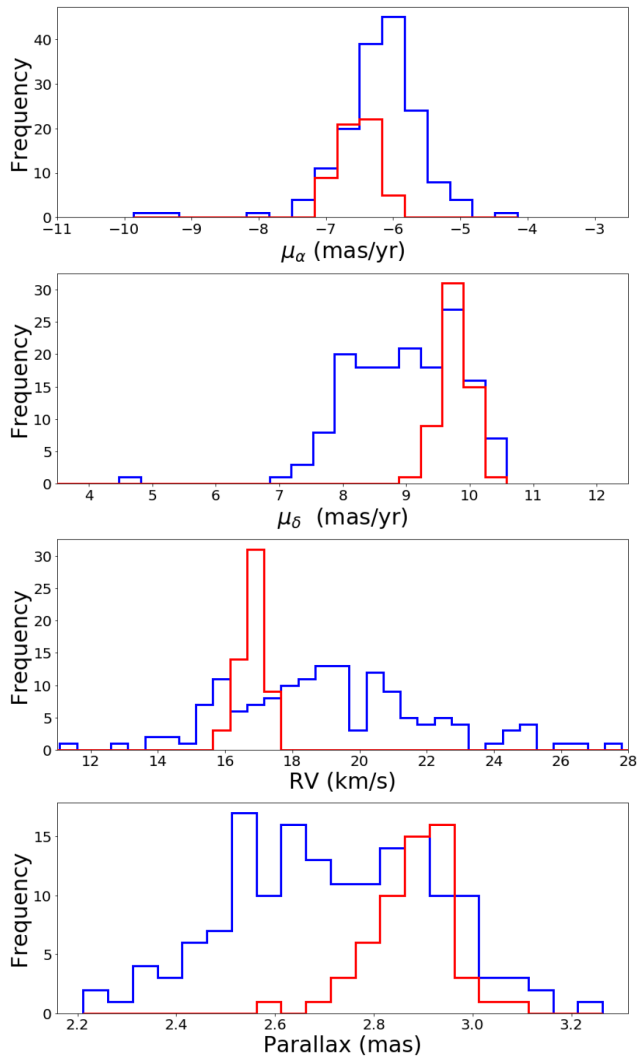 40
30
20
10
0
Frequency
−11 −10 −9 −8 −7 −6 −5 −4 −3
μα (mas/yr)
30
25
20
15
10
5
0
Frequency
4 5 6 7 8 9 10 11 12
μδ (mas/yr)
30
25
20
15
10
5
0
Frequency
12 14 16 18 20 22 24 26 28
RV (km/s)
15
10
5
0
Frequency
2.2 2.4 2.6 2.8 3.0 3.2
Parallax (mas)